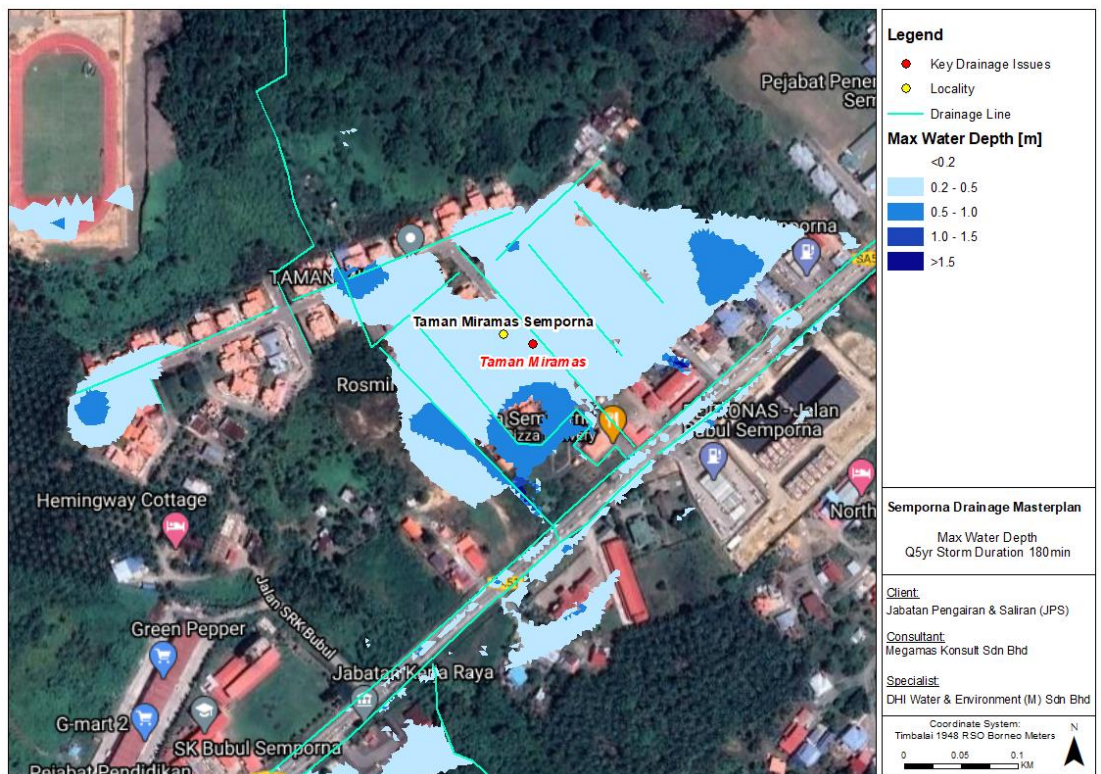 Pejabat Pener
Sem
TAMAN
Taman Miramas Semporna
Taman Miramas
Hemingway Cottage
Jalan SRK Bubul
Green Pepper
Jabatan Kerja Raya
G-mart 2
SK Bubul Semporna
Pejabat Pendidikan
PETRONAS - Jalan
Bubul Semporna
North
Legend
Key Drainage Issues
Locality
Drainage Line
Max Water Depth [m]
<0.2
0.2 - 0.5
0.5 - 1.0
1.0 - 1.5
>1.5
Semporna Drainage Masterplan
Max Water Depth
Q5yr Storm Duration 180min
Client:
Jabatan Pengairan & Saliran (JPS)
Consultant:
Megamas Konsult Sdn Bhd
Specialist:
DHI Water & Environment (M) Sdn Bhd
Coordinate System:
Timbalai 1948 RSO Borneo Meters
N
0 0.05 0.1
KM